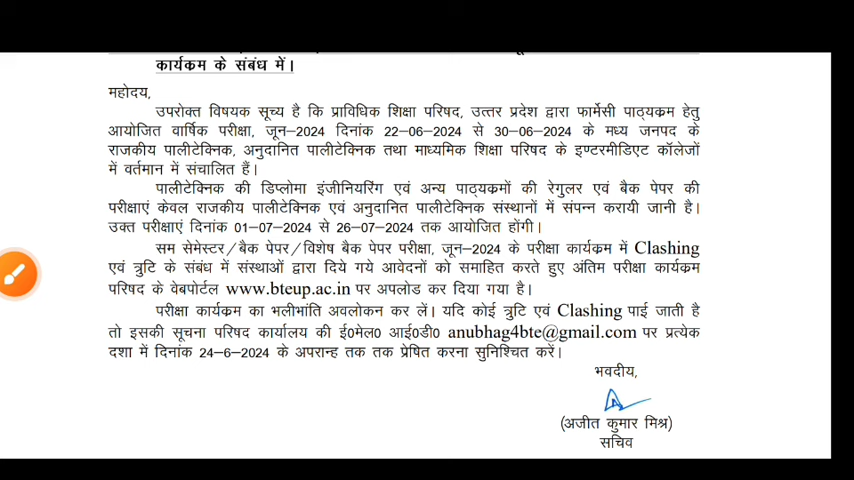 कार्यक्रम के संबंध में।
महोदय,
उपरोक्त विषयक सूच्य है कि प्राविधिक शिक्षा परिषद, उत्तर प्रदेश द्वारा फार्मेसी पाठ्यक्रम हेतु
आयोजित वार्षिक परीक्षा, जून-2024 दिनांक 22-06-2024 से 30-06-2024 के मध्य जनपद के
राजकीय पालीटेक्निक, अनुदानित पालीटेक्निक तथा माध्यमिक शिक्षा परिषद के इण्टरमीडिएट कॉलेजों
में वर्तमान में संचालित हैं।
पालीटेक्निक की डिप्लोमा इंजीनियरिंग एवं अन्य पाठ्यक्रमों की रेगुलर एवं बैक पेपर की
परीक्षाएं केवल राजकीय पालीटेक्निक एवं अनुदानित पालीटेक्निक संस्थानों में संपन्न करायी जानी है।
उक्त परीक्षाएं दिनांक 01-07-2024 से 26-07-2024 तक आयोजित होंगी।
सम सेमेस्टर/बैक पेपर/विशेष बैक पेपर परीक्षा, जून-2024 के परीक्षा कार्यक्रम में Clashing
एवं त्रुटि के संबंध में संस्थाओं द्वारा दिये गये आवेदनों को समाहित करते हुए अंतिम परीक्षा कार्यक्रम
परिषद के वेबपोर्टल www.bteup.ac.in पर अपलोड कर दिया गया है।
परीक्षा कार्यक्रम का भलीभांति अवलोकन कर लें। यदि कोई त्रुटि एवं Clashing पाई जाती है
तो इसकी सूचना परिषद कार्यालय की ई0मेल0 आई0डी0 anubhag4bte@gmail.com पर प्रत्येक
दशा में दिनांक 24-6-2024 के अपरान्ह तक तक प्रेषित करना सुनिश्चित करें।
भवदीय,
(अजीत कुमार मिश्र)
सचिव